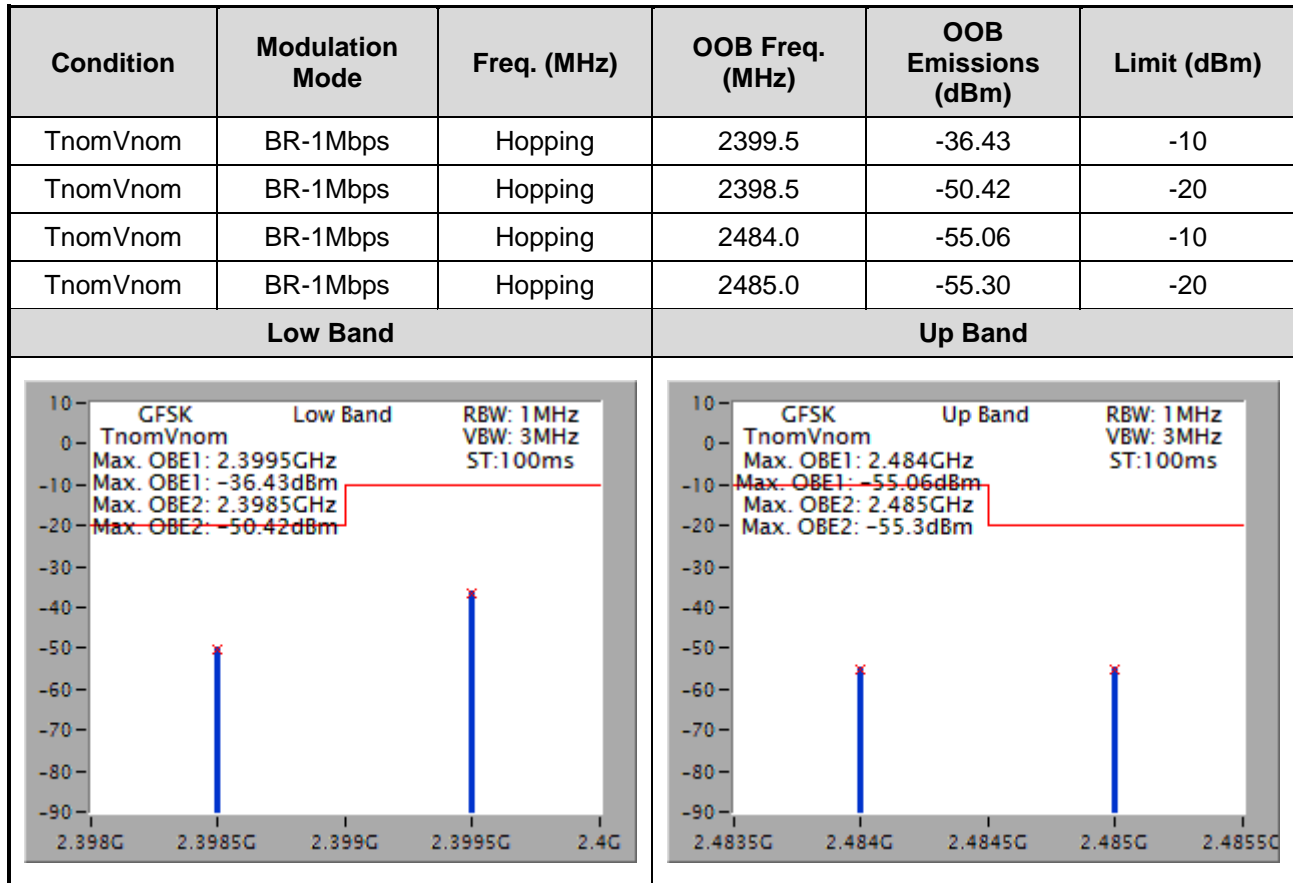 Condition Modulation Mode Freq. (MHz) OOB Freq. (MHz) OOB Emissions (dBm) Limit (dBm)
TnomVnom BR-1Mbps Hopping 2399.5 -36.43 -10
TnomVnom BR-1Mbps Hopping 2398.5 -50.42 -20
TnomVnom BR-1Mbps Hopping 2484.0 -55.06 -10
TnomVnom BR-1Mbps Hopping 2485.0 -55.30 -20
Low Band Up Band
10
GFSK Low Band RBW: 1MHz
0
TnomVnom VBW: 3MHz
Max. OBE1: 2.3995GHz ST:100ms
-10
Max. OBE1: -36.43dBm
Max. OBE2: 2.3985GHz
-20
Max. OBE2: -50.42dBm
-30
-40
-50
-60
-70
-80
-90
2.398G 2.3985G 2.399G 2.3995G 2.4G
10
GFSK Up Band RBW: 1MHz
0
TnomVnom VBW: 3MHz
Max. OBE1: 2.484GHz ST:100ms
-10
Max. OBE1: -55.06dBm
Max. OBE2: 2.485GHz
-20
Max. OBE2: -55.3dBm
-30
-40
-50
-60
-70
-80
-90
2.4835G 2.484G 2.4845G 2.485G 2.4855G